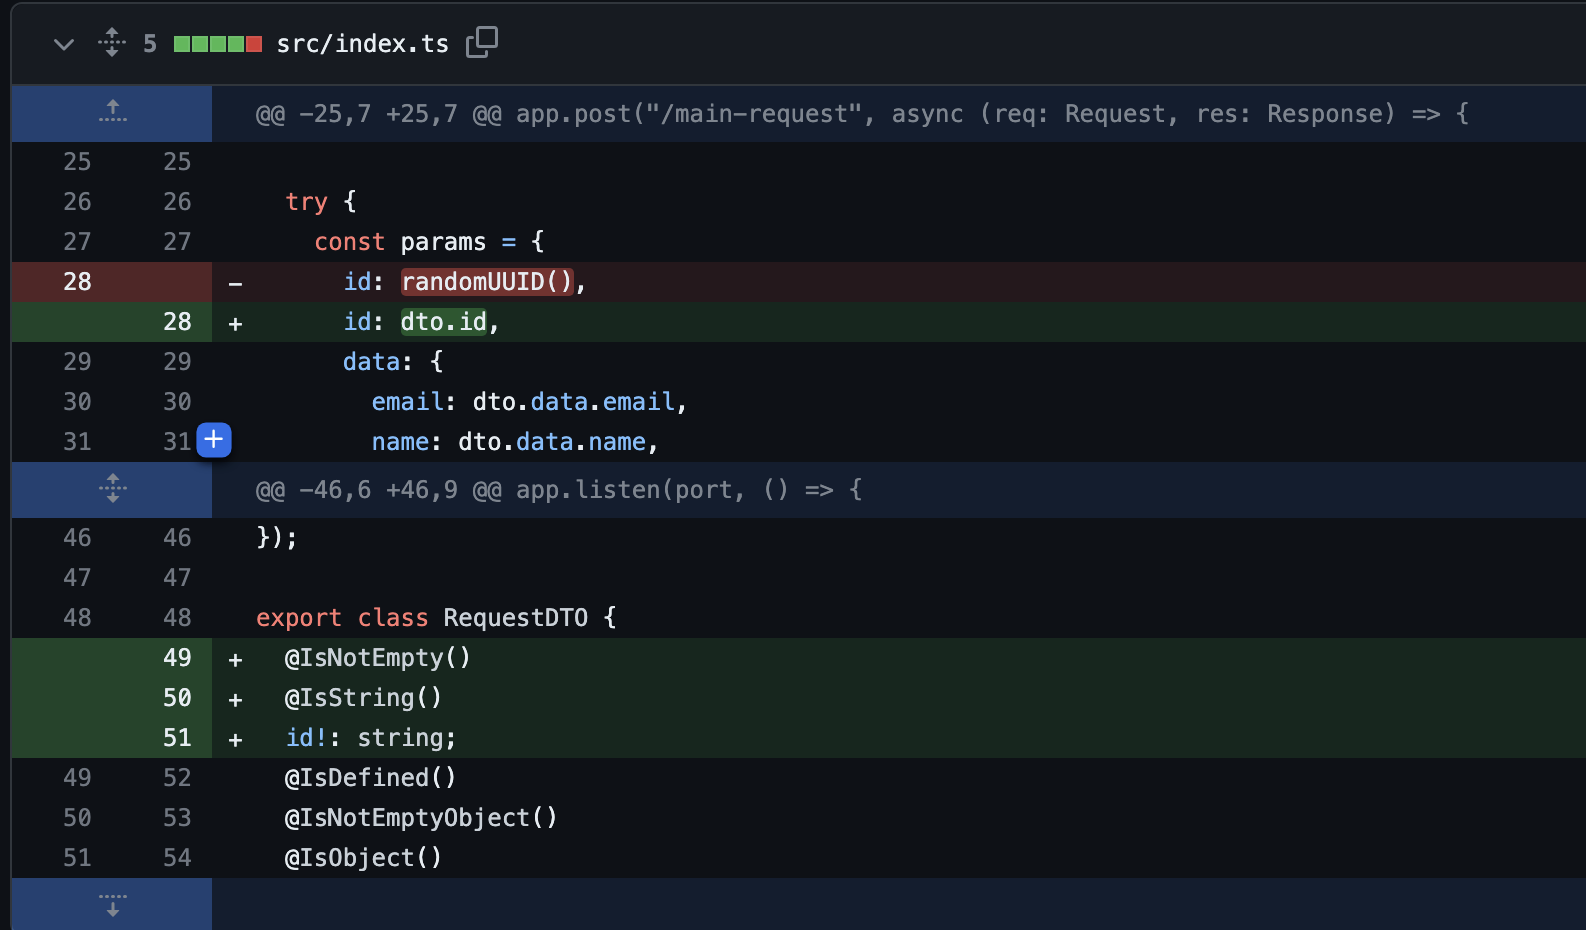 5 src/index.ts
@@ -25,7 +25,7 @@ app.post("/main-request", async (req: Request, res: Response) => {
25 25
26 26 try {
27 27 const params = {
28 - id: randomUUID(),
28 + id: dto.id,
29 29 data: {
30 30 email: dto.data.email,
31 31 + name: dto.data.name,
@@ -46,6 +46,9 @@ app.listen(port, () => {
46 46 });
47 47
48 48 export class RequestDTO {
49 + @IsNotEmpty()
50 + @IsString()
51 + id!: string;
49 52 @IsDefined()
50 53 @IsNotEmptyObject()
51 54 @IsObject()